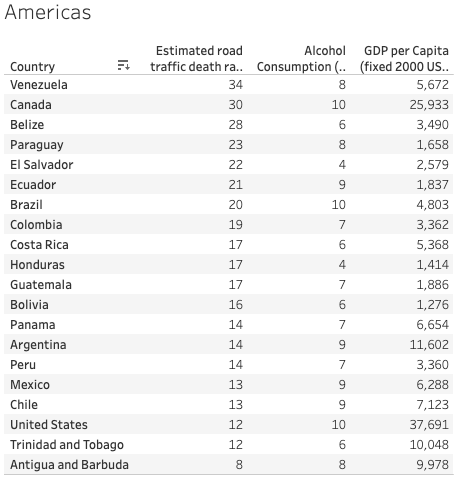 Americas
Estimated road Alcohol GDP per Capita
Country traffic death ra.. Consumption (.. (fixed 2000 US..
Venezuela 34 8 5,672
Canada 30 10 25,933
Belize 28 6 3,490
Paraguay 23 8 1,658
El Salvador 22 4 2,579
Ecuador 21 9 1,837
Brazil 20 10 4,803
Colombia 19 7 3,362
Costa Rica 17 6 5,368
Honduras 17 4 1,414
Guatemala 17 7 1,886
Bolivia 16 6 1,276
Panama 14 7 6,654
Argentina 14 9 11,602
Peru 14 7 3,360
Mexico 13 9 6,288
Chile 13 9 7,123
United States 12 10 37,691
Trinidad and Tobago 12 6 10,048
Antigua and Barbuda 8 8 9,978